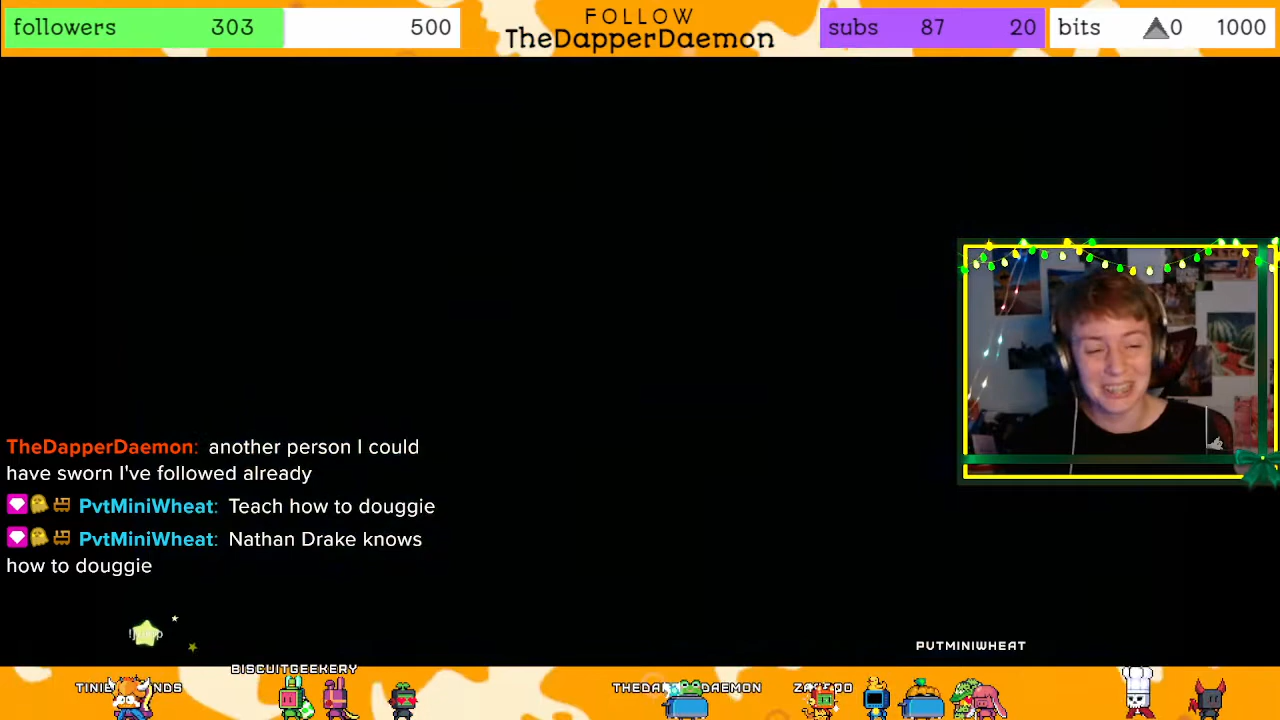 followers 303 500
FOLLOW
TheDapperDaemon
subs 87 20
bits 0 1000
TheDapperDaemon: another person I could
have sworn I've followed already
PvtMiniWheat: Teach how to douggie
PvtMiniWheat: Nathan Drake knows
how to douggie
PVTMINIWHEAT
BISCUITGEEKERY